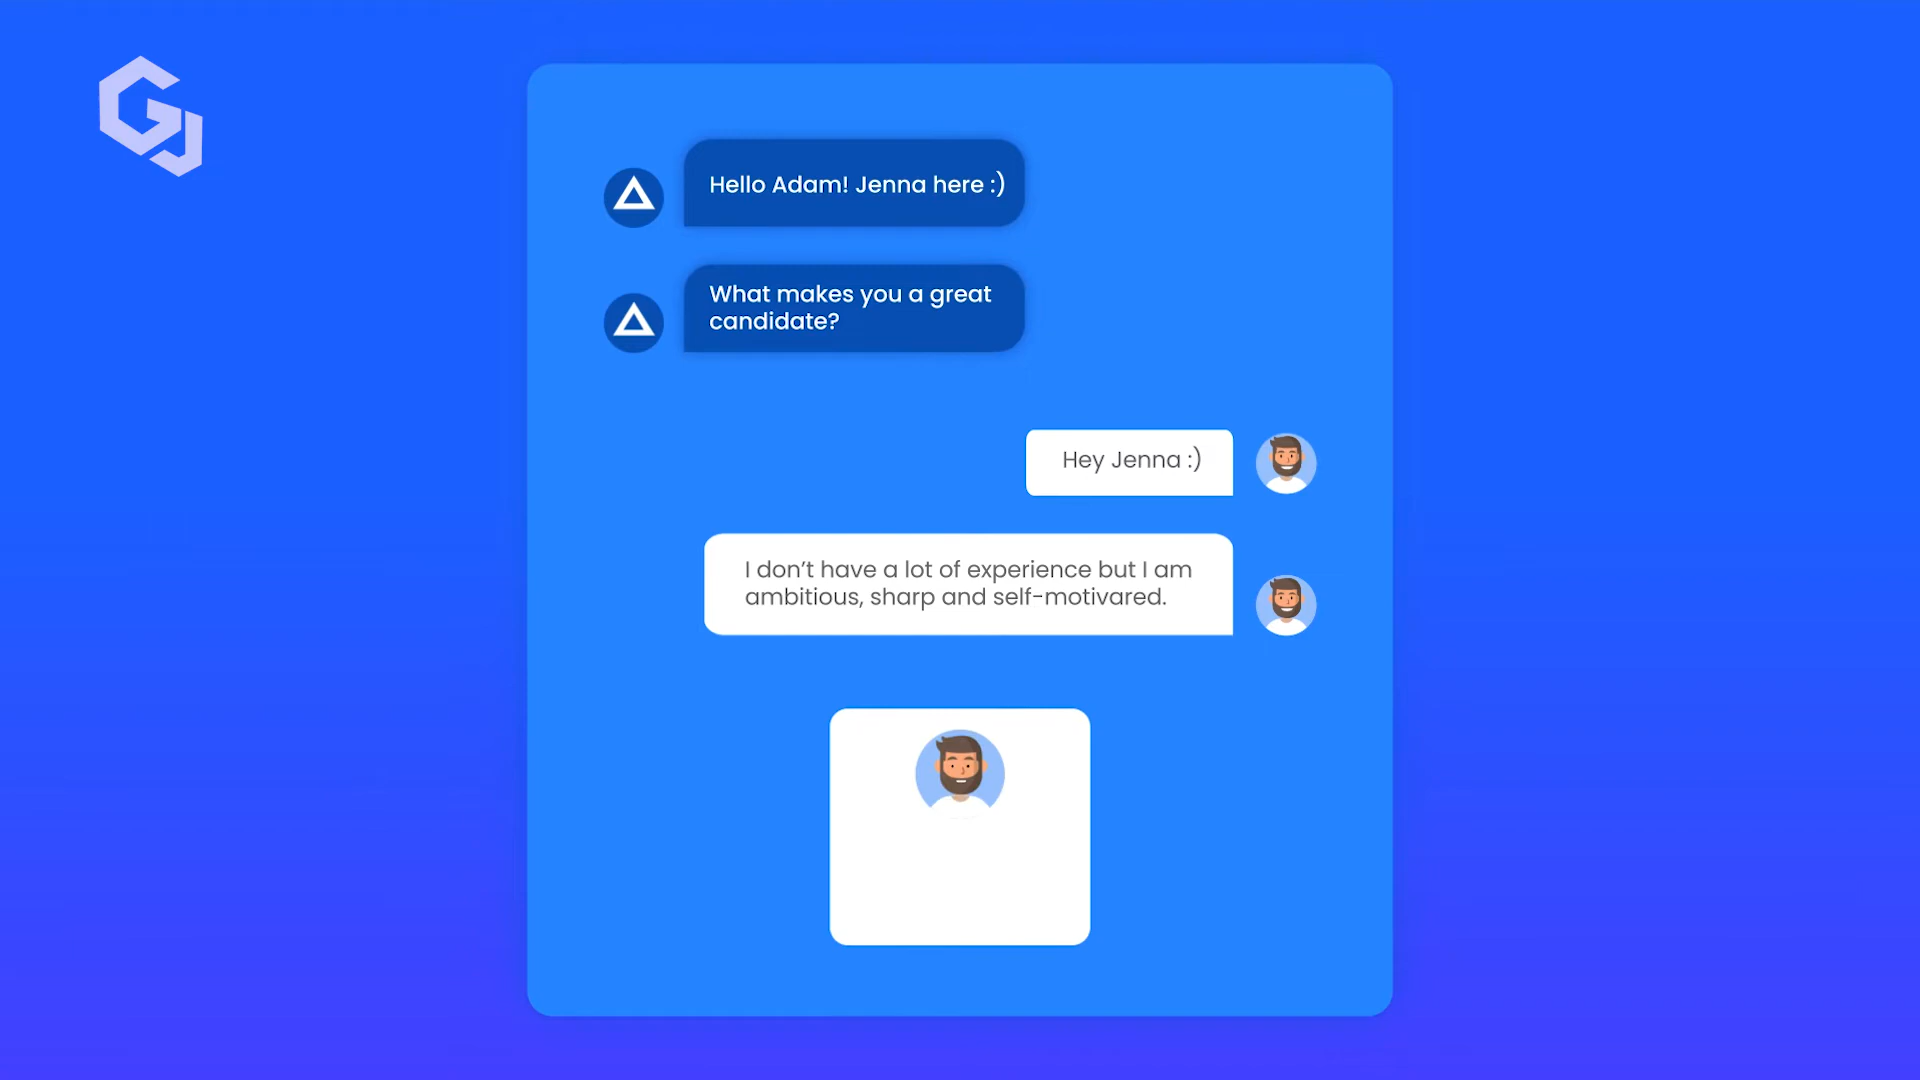 GJ
Hello Adam! Jenna here :)
What makes you a great
candidate?
Hey Jenna :)
I don’t have a lot of experience but I am
ambitious, sharp and self-motivared.